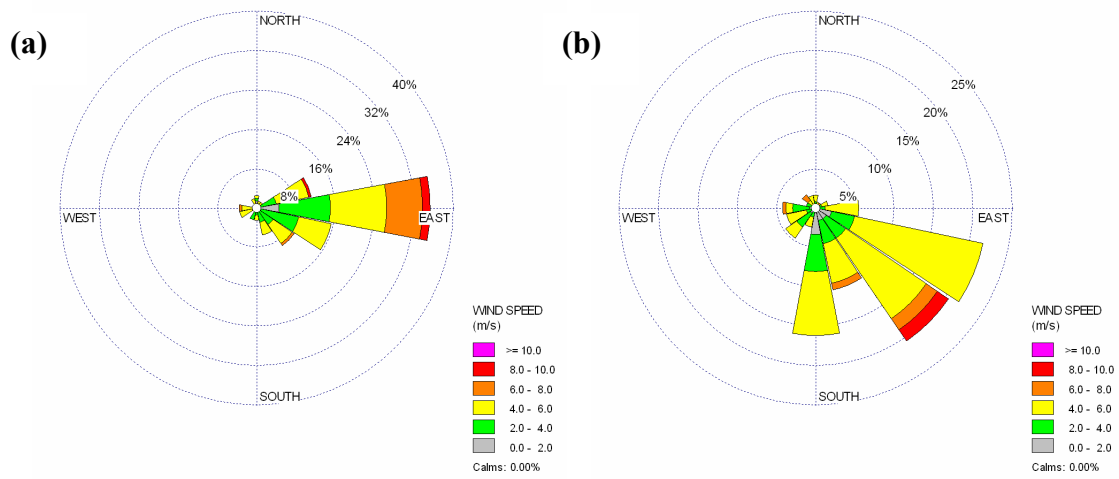 (a)
NORTH
40%
32%
24%
16%
8%
WEST
EAST
SOUTH
WIND SPEED
(m/s)
>= 10.0
8.0 - 10.0
6.0 - 8.0
4.0 - 6.0
2.0 - 4.0
0.0 - 2.0
Calms: 0.00%
(b)
NORTH
25%
20%
15%
10%
5%
WEST
EAST
SOUTH
WIND SPEED
(m/s)
>= 10.0
8.0 - 10.0
6.0 - 8.0
4.0 - 6.0
2.0 - 4.0
0.0 - 2.0
Calms: 0.00%